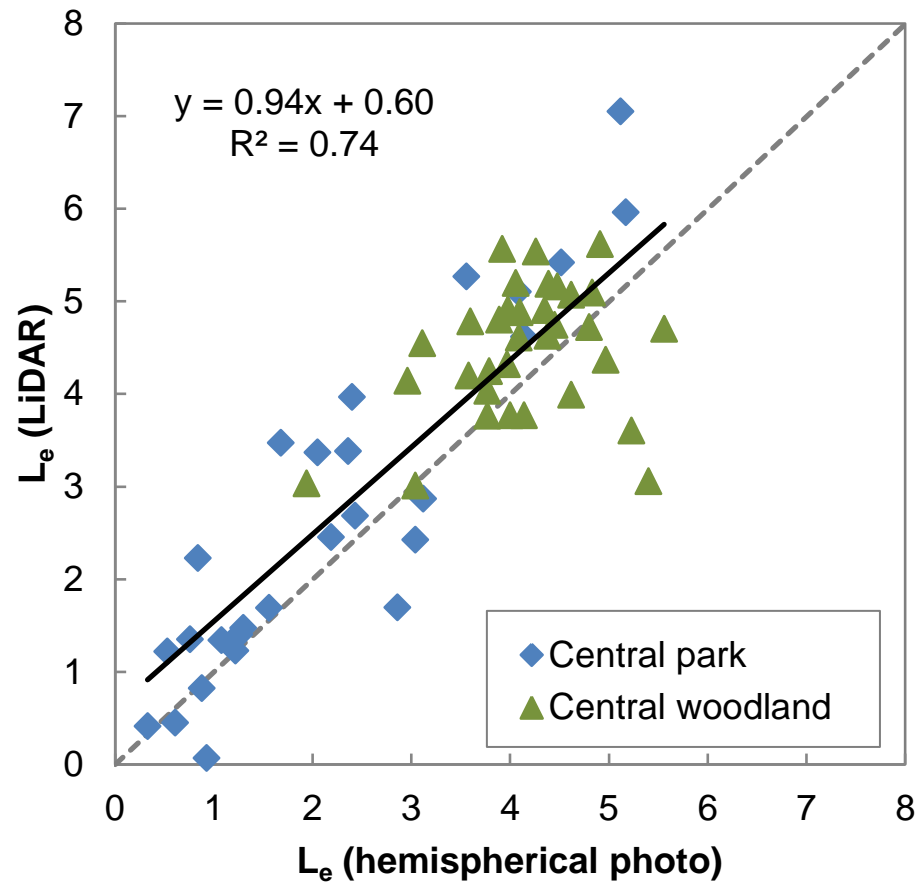 y = 0.94x + 0.60
R² = 0.74
8
7
6
5
4
3
2
1
0
Lₑ (LiDAR)
Central park
Central woodland
0 1 2 3 4 5 6 7 8
Lₑ (hemispherical photo)